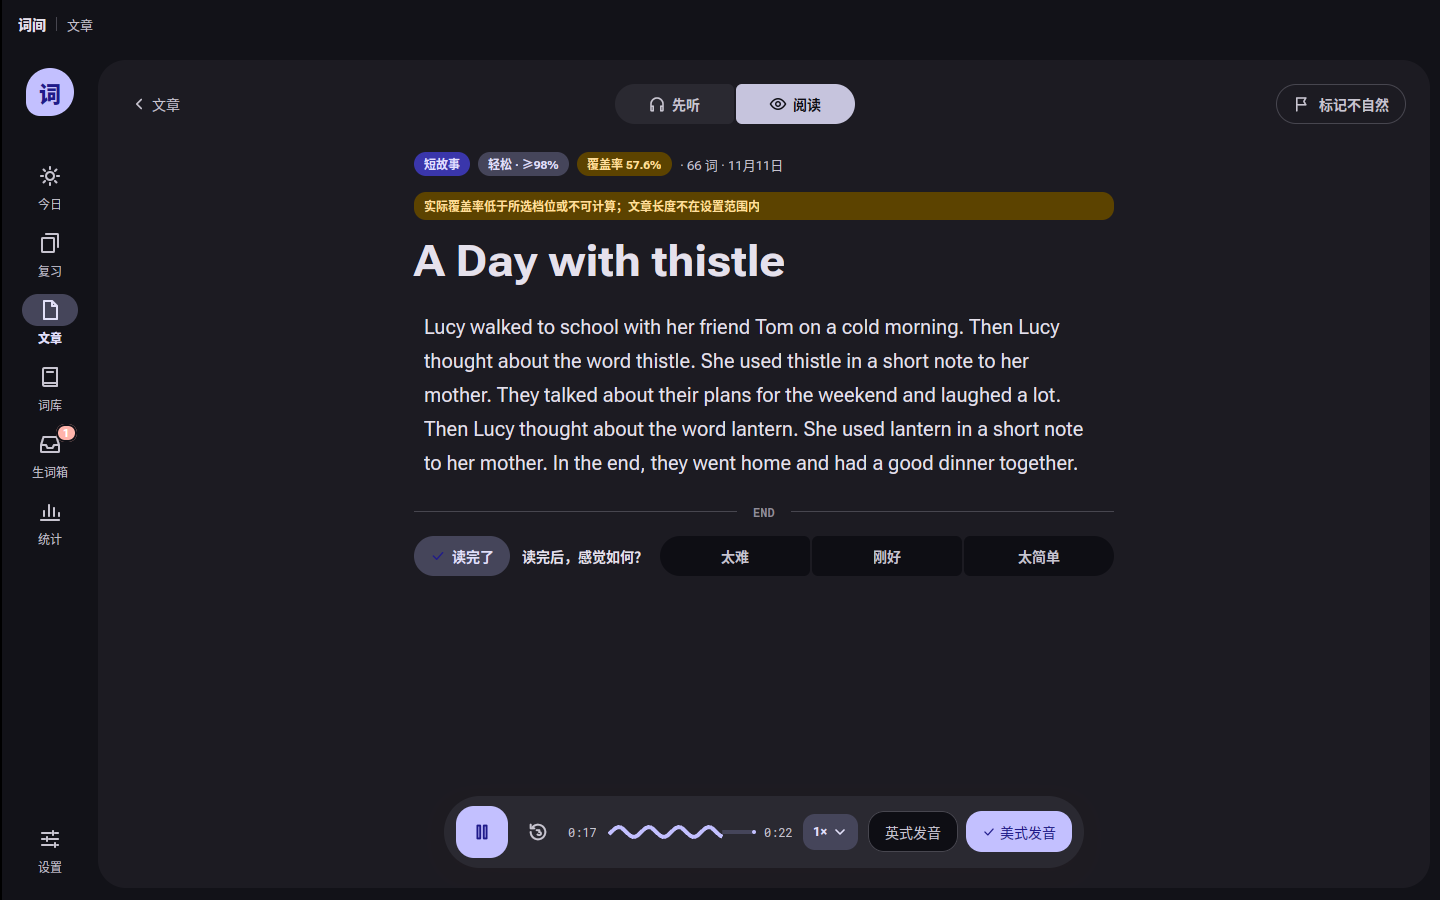 词间 文章
词
今日
复习
文章
词库
1
生词箱
统计
设置
文章
先听 阅读
标记不自然
短故事 轻松 · ≥98% 覆盖率 57.6% · 66 词 · 11月11日
实际覆盖率低于所选档位或不可计算；文章长度不在设置范围内
A Day with thistle
Lucy walked to school with her friend Tom on a cold morning. Then Lucy
thought about the word thistle. She used thistle in a short note to her
mother. They talked about their plans for the weekend and laughed a lot.
Then Lucy thought about the word lantern. She used lantern in a short note
to her mother. In the end, they went home and had a good dinner together.
END
读完了 读完后，感觉如何？ 太难 刚好 太简单
3
0:17 0:22 1× 英式发音 美式发音